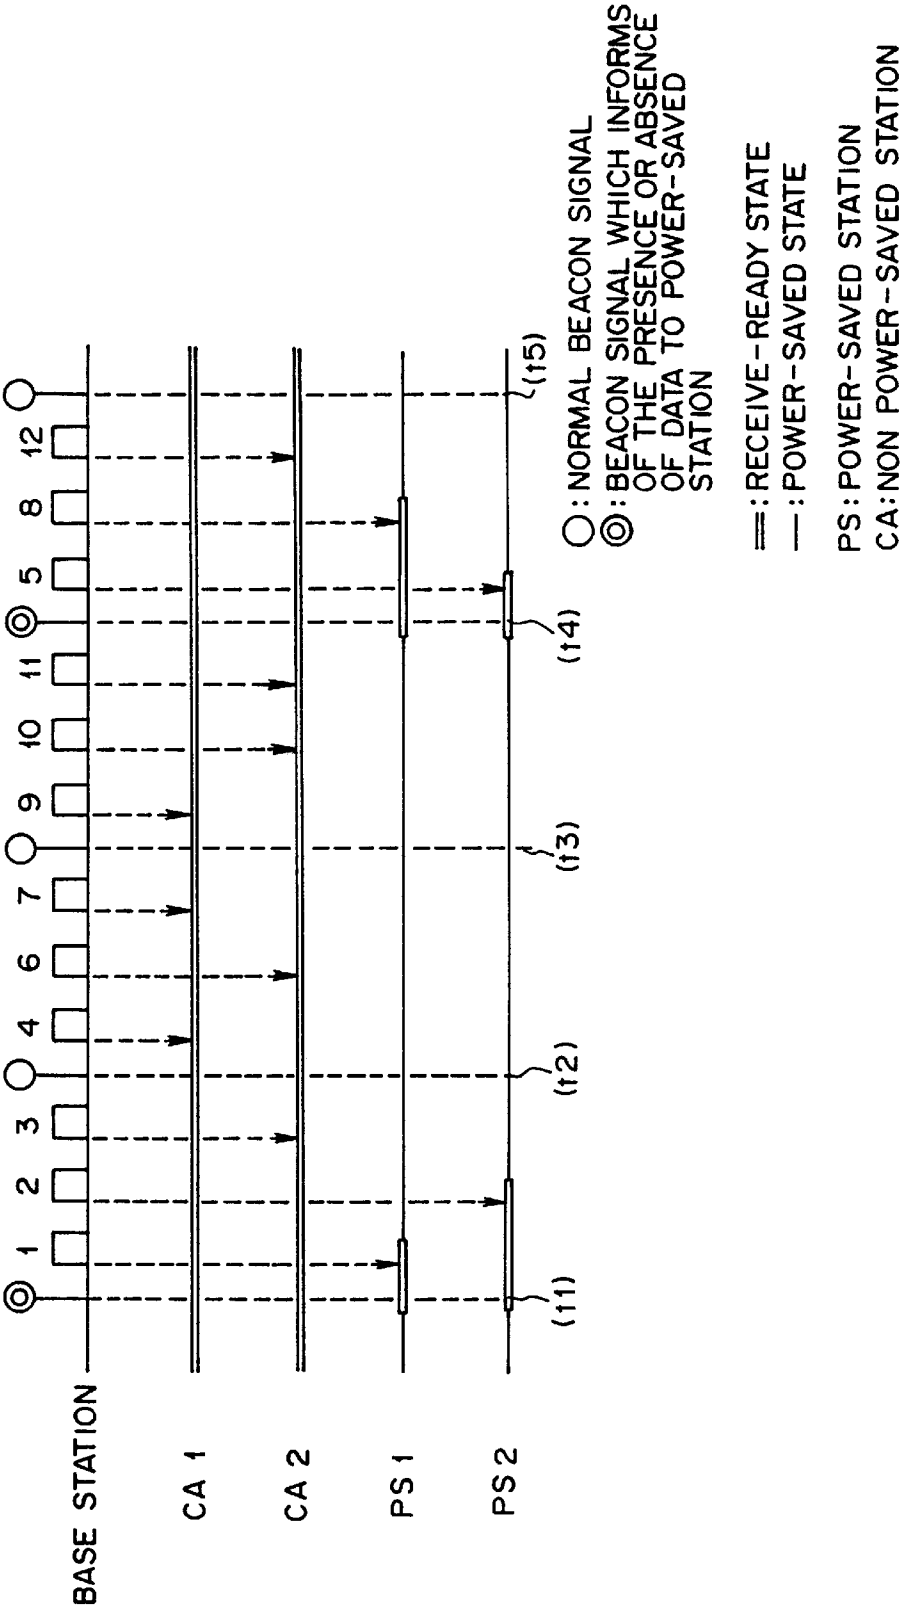 1 2 3 4 6 7 9 10 11 5 8 12
BASE STATION
CA 1
CA 2
PS 1
PS 2
(t1) (t2) (t3) (t4) (t5)
◯: NORMAL BEACON SIGNAL
◎: BEACON SIGNAL WHICH INFORMS
OF THE PRESENCE OR ABSENCE
OF DATA TO POWER-SAVED
STATION
═: RECEIVE-READY STATE
—: POWER-SAVED STATE
PS: POWER-SAVED STATION
CA: NON POWER-SAVED STATION